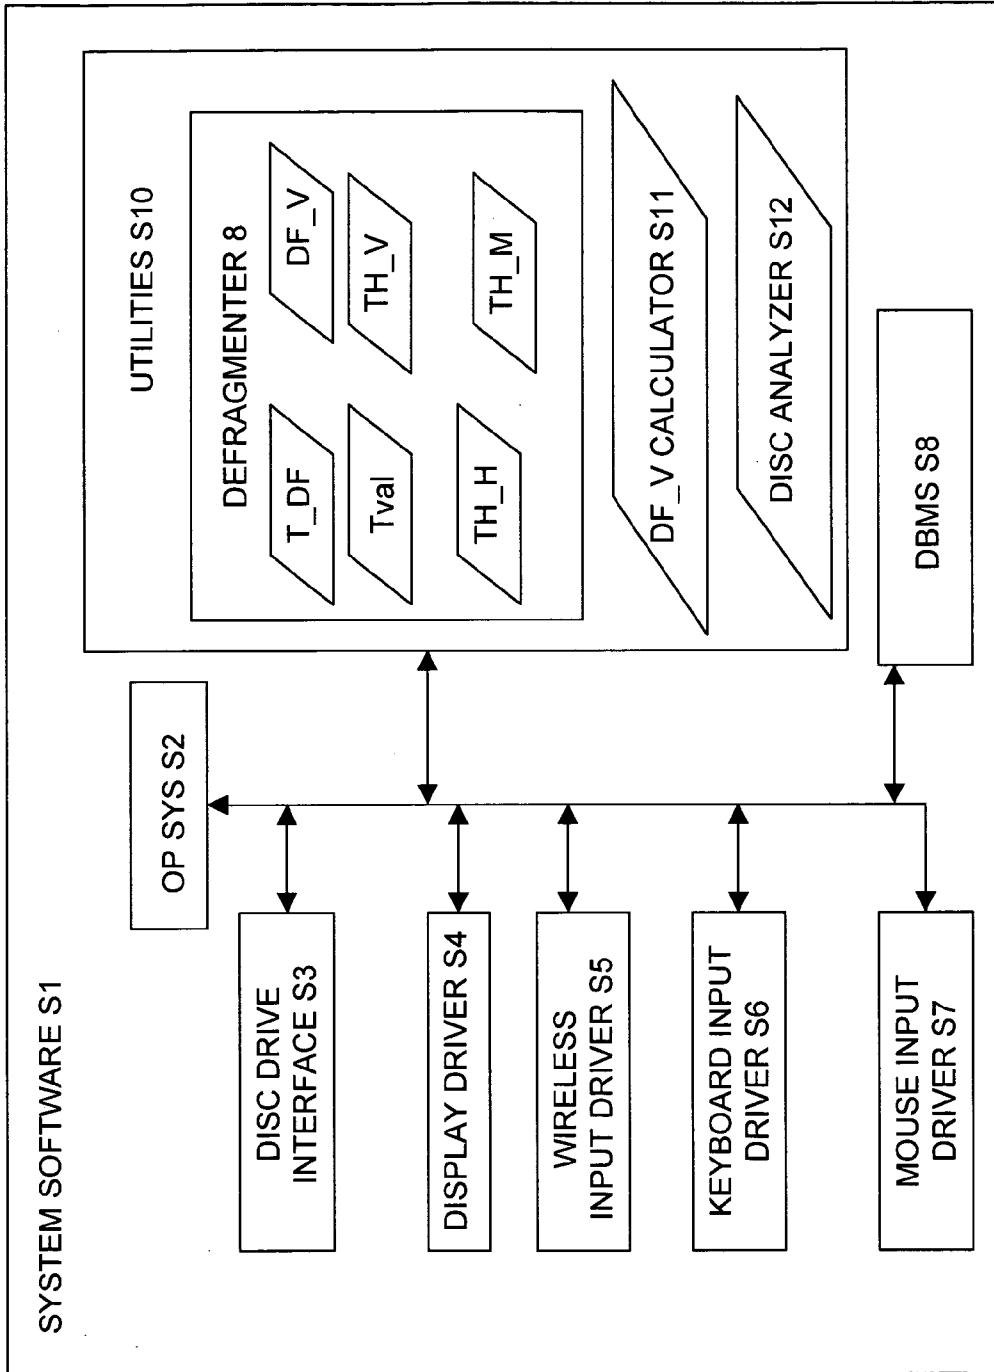 SYSTEM SOFTWARE S1
OP SYS S2
DISC DRIVE
INTERFACE S3
DISPLAY DRIVER S4
WIRELESS
INPUT DRIVER S5
KEYBOARD INPUT
DRIVER S6
MOUSE INPUT
DRIVER S7
UTILITIES S10
DEFRAGMENTER 8
T_DF
DF_V
Tval
TH_V
TH_H
TH_M
DF_V CALCULATOR S11
DISC ANALYZER S12
DBMS S8